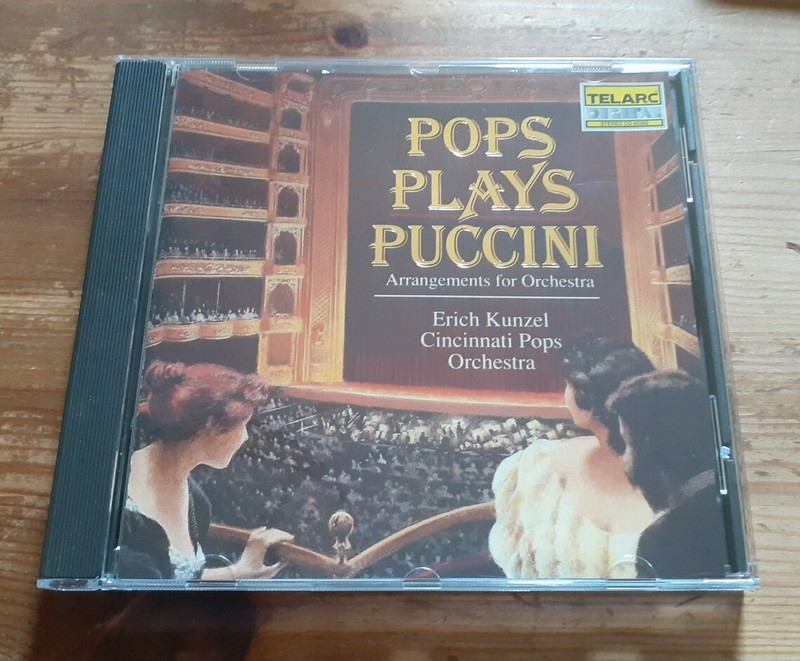 TELARC
DIGITAL
POPS
PLAYS
PUCCINI
Arrangements for Orchestra
Erich Kunzel
Cincinnati Pops
Orchestra